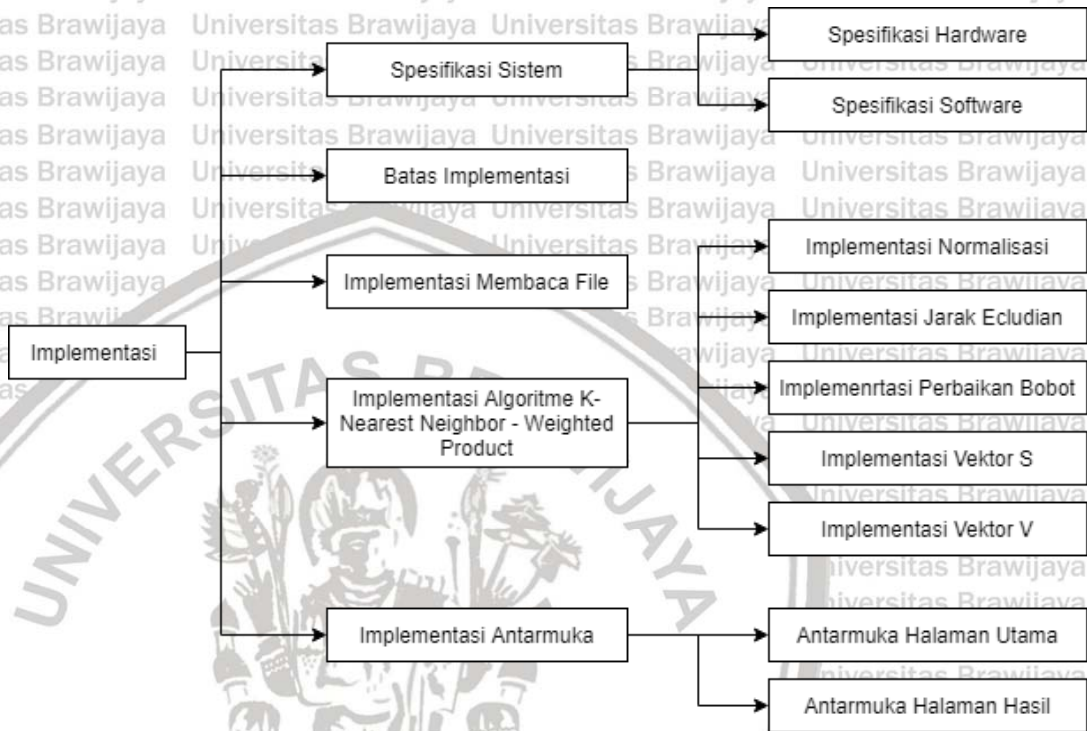 Implementasi
Spesifikasi Sistem
Spesifikasi Hardware
Spesifikasi Software
Batas Implementasi
Implementasi Membaca File
Implementasi Algoritme K-
Nearest Neighbor - Weighted
Product
Implementasi Normalisasi
Implementasi Jarak Ecludian
Implemenrtasi Perbaikan Bobot
Implementasi Vektor S
Implementasi Vektor V
Implementasi Antarmuka
Antarmuka Halaman Utama
Antarmuka Halaman Hasil